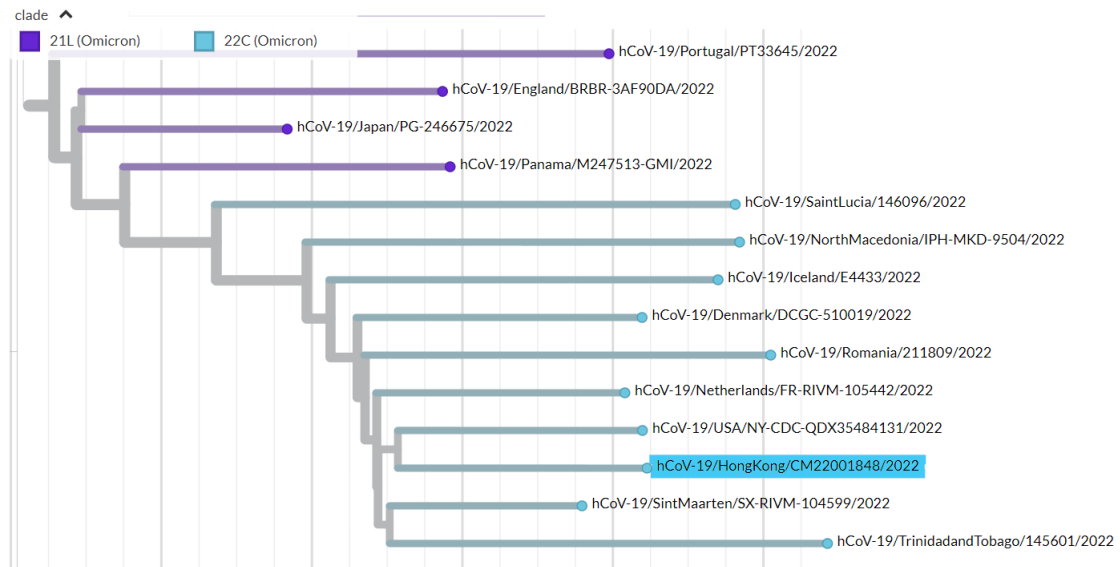 clade
21L (Omicron) 22C (Omicron)
hCoV-19/Portugal/PT33645/2022
hCoV-19/England/BRBR-3AF90DA/2022
hCoV-19/Japan/PG-246675/2022
hCoV-19/Panama/M247513-GMI/2022
hCoV-19/SaintLucia/146096/2022
hCoV-19/NorthMacedonia/IPH-MKD-9504/2022
hCoV-19/Iceland/E4433/2022
hCoV-19/Denmark/DCGC-510019/2022
hCoV-19/Romania/211809/2022
hCoV-19/Netherlands/FR-RIVM-105442/2022
hCoV-19/USA/NY-CDC-QDX35484131/2022
hCoV-19/HongKong/CM22001848/2022
hCoV-19/SintMaarten/SX-RIVM-104599/2022
hCoV-19/TrinidadandTobago/145601/2022